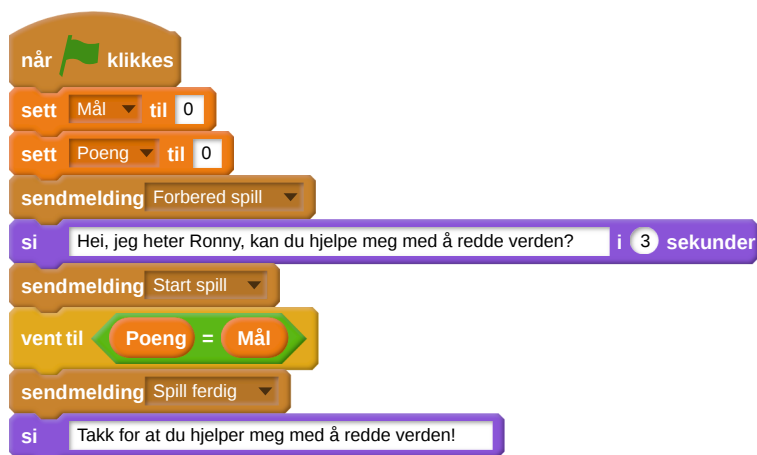 når klikkes
sett Mål til 0
sett Poeng til 0
sendmelding Forbered spill
si Hei, jeg heter Ronny, kan du hjelpe meg med å redde verden? i 3 sekunder
sendmelding Start spill
vent til Poeng = Mål
sendmelding Spill ferdig
si Takk for at du hjelper meg med å redde verden!